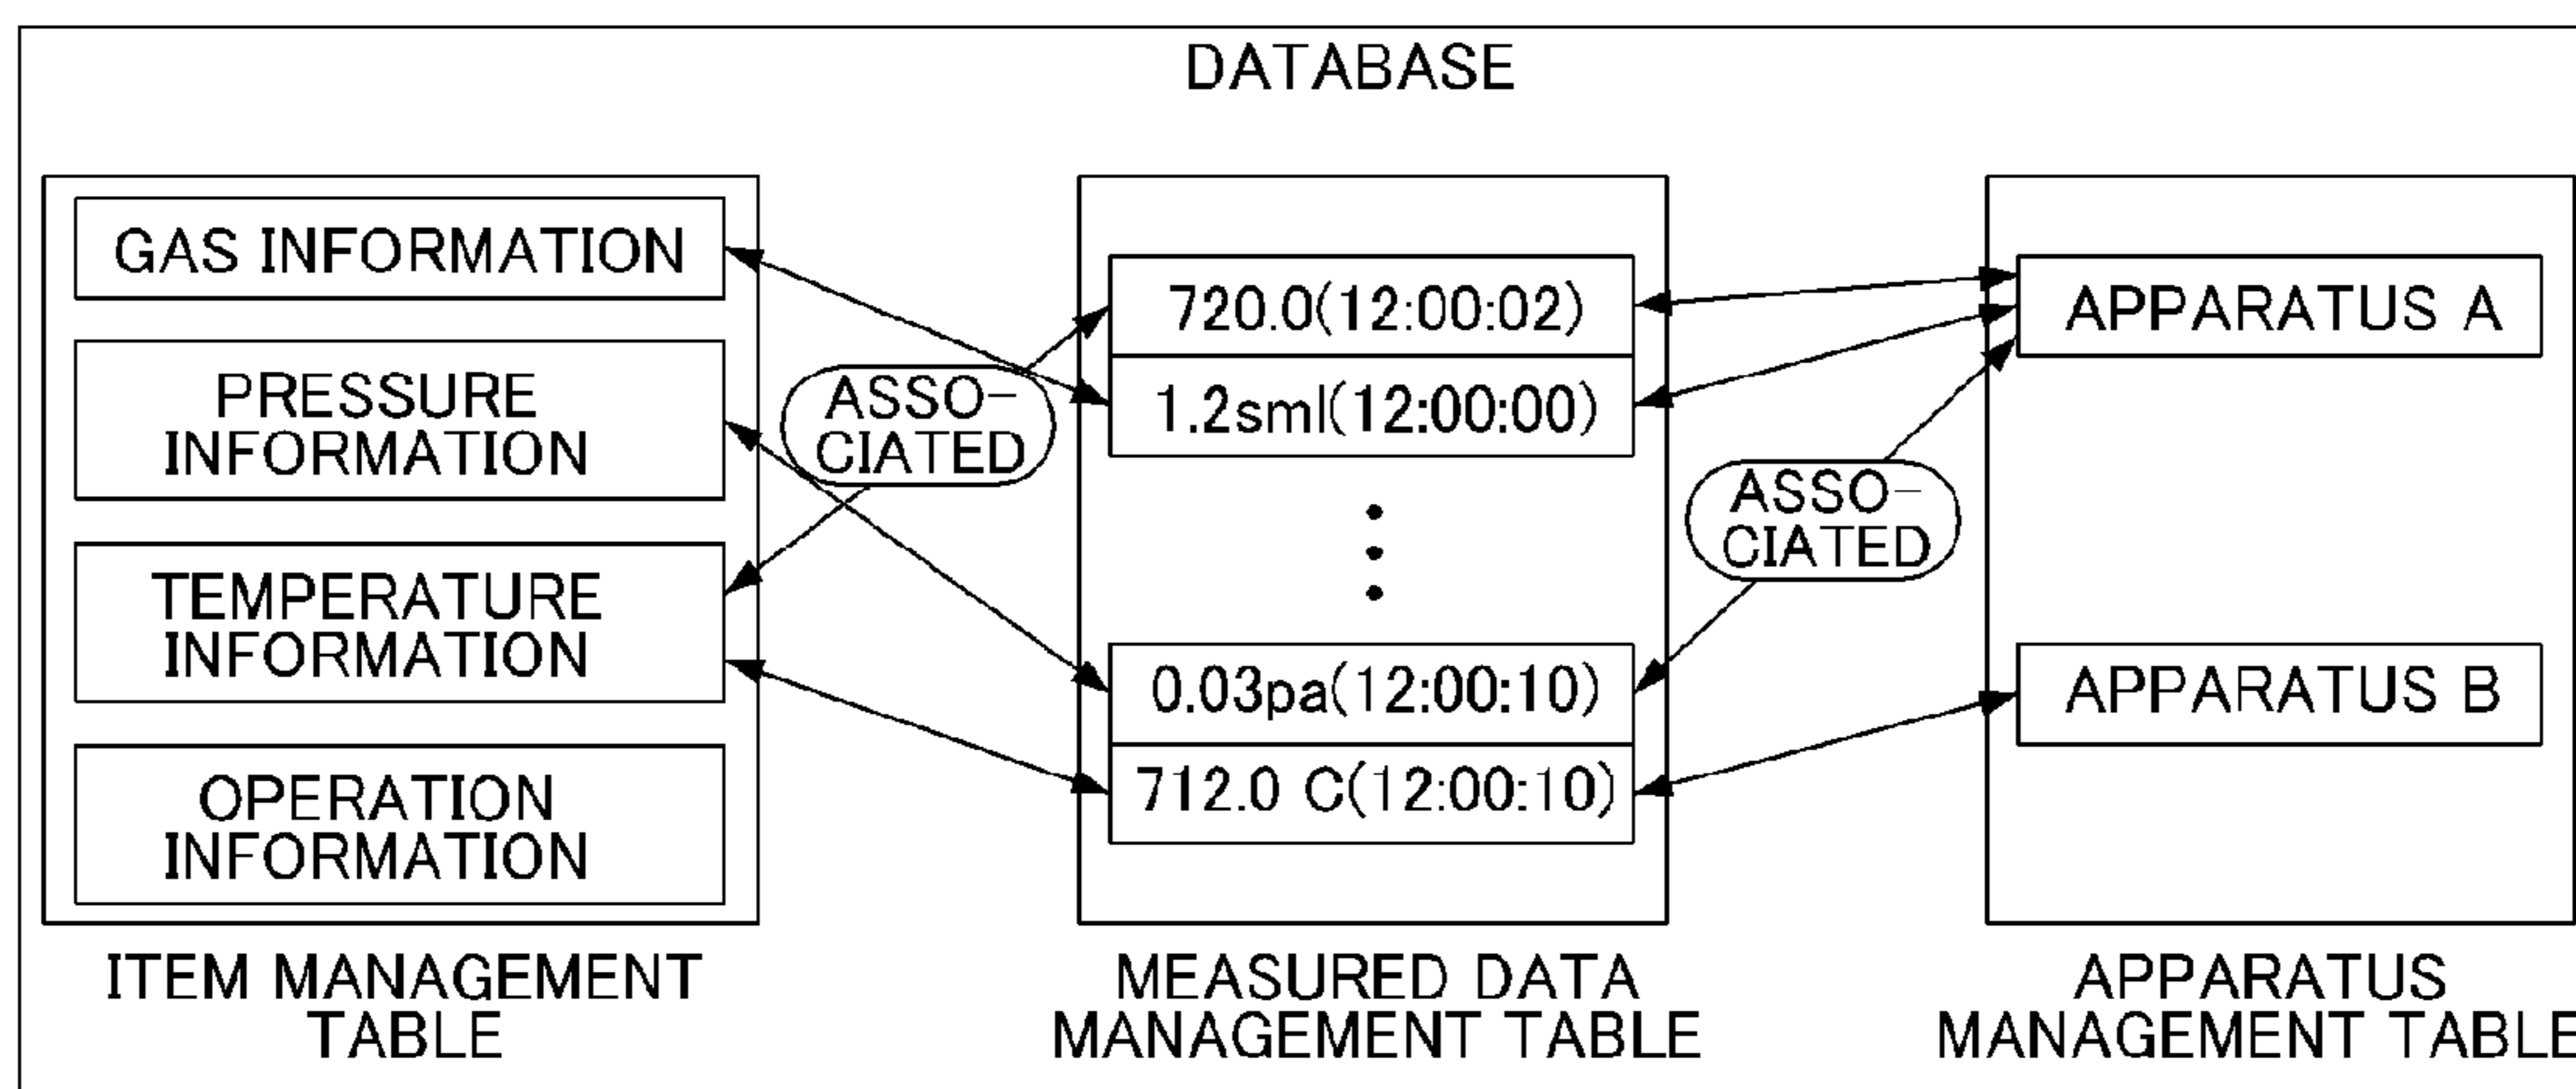 DATABASE
GAS INFORMATION
PRESSURE
INFORMATION
TEMPERATURE
INFORMATION
OPERATION
INFORMATION
ITEM MANAGEMENT
TABLE
ASSO-
CIATED
720.0(12:00:02)
1.2sml(12:00:00)
0.03pa(12:00:10)
712.0 C(12:00:10)
MEASURED DATA
MANAGEMENT TABLE
ASSO-
CIATED
APPARATUS A
APPARATUS B
APPARATUS
MANAGEMENT TABLE